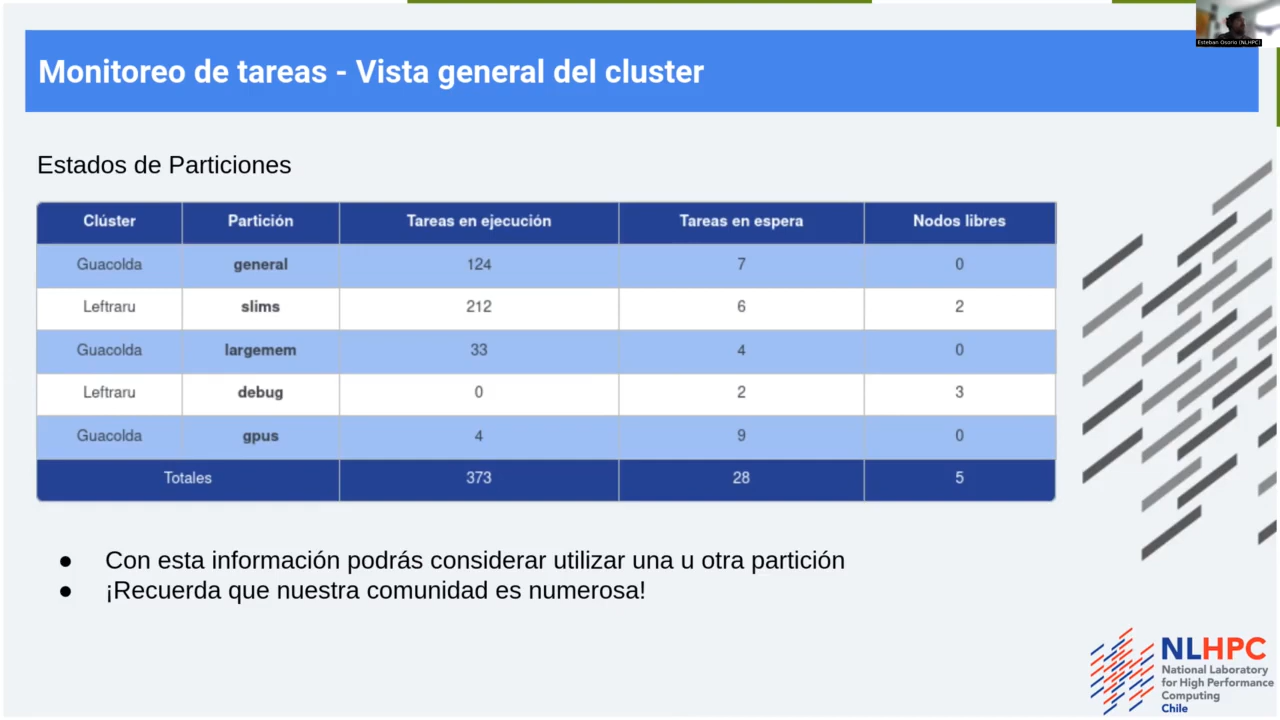 Esteban Osorio (NLHPC)
Monitoreo de tareas - Vista general del cluster
Estados de Particiones
Clúster Partición Tareas en ejecución Tareas en espera Nodos libres
Guacolda general 124 7 0
Leftraru slims 212 6 2
Guacolda largemem 33 4 0
Leftraru debug 0 2 3
Guacolda gpus 4 9 0
Totales 373 28 5
● Con esta información podrás considerar utilizar una u otra partición
● ¡Recuerda que nuestra comunidad es numerosa!
NLHPC
National Laboratory
for High Performance
Computing
Chile